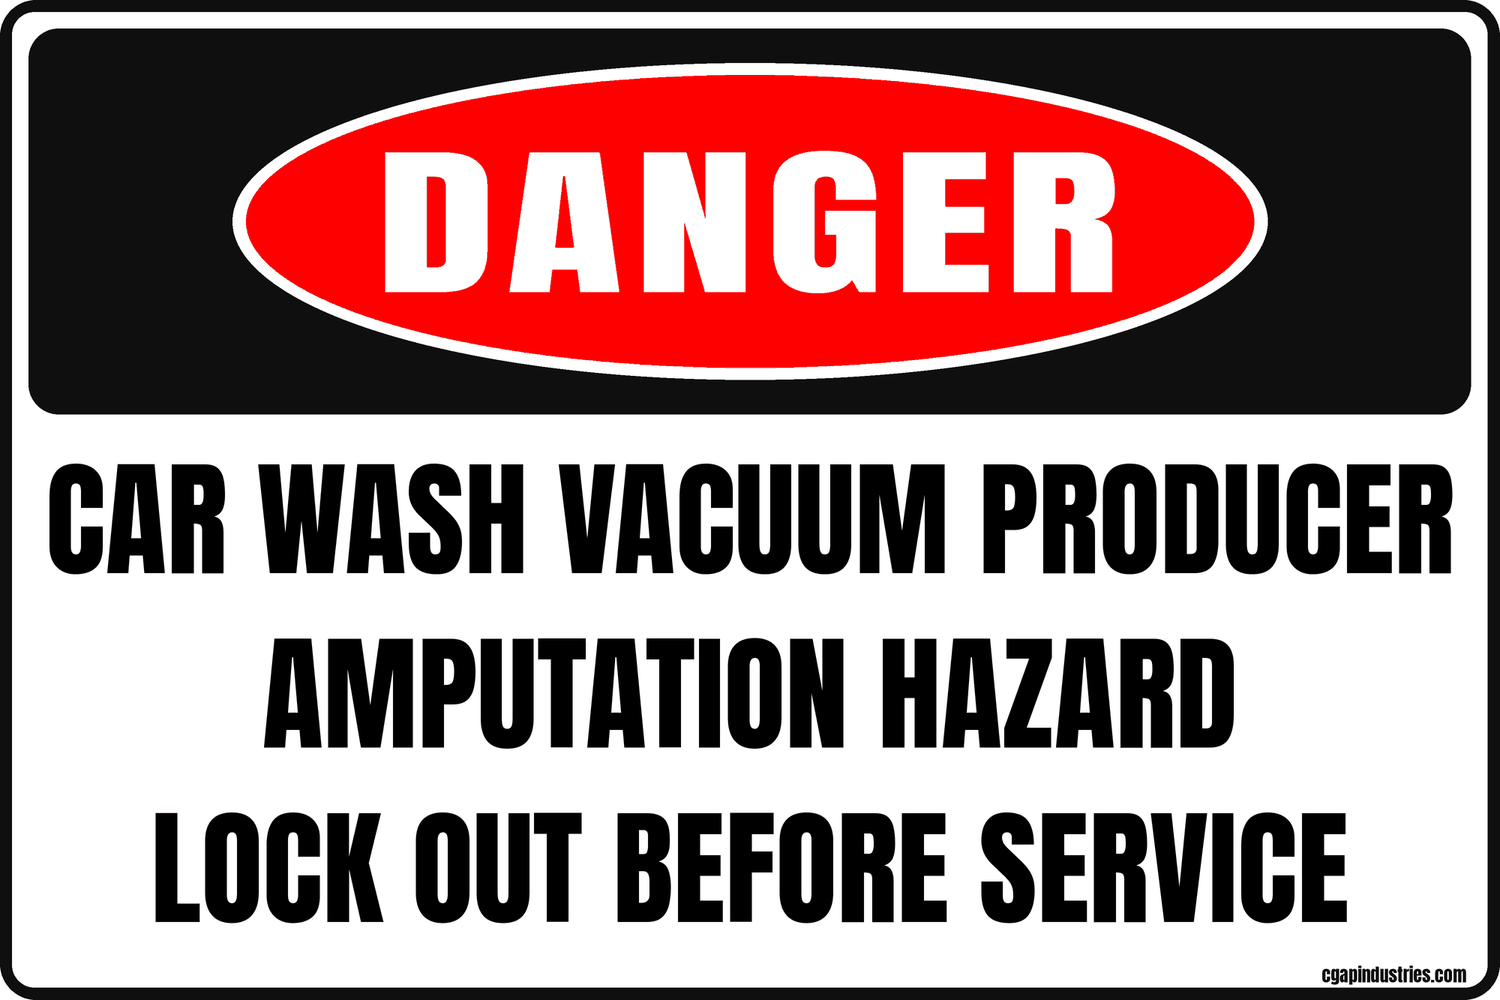 DANGER
CAR WASH VACUUM PRODUCER
AMPUTATION HAZARD
LOCK OUT BEFORE SERVICE
cgapindustries.com